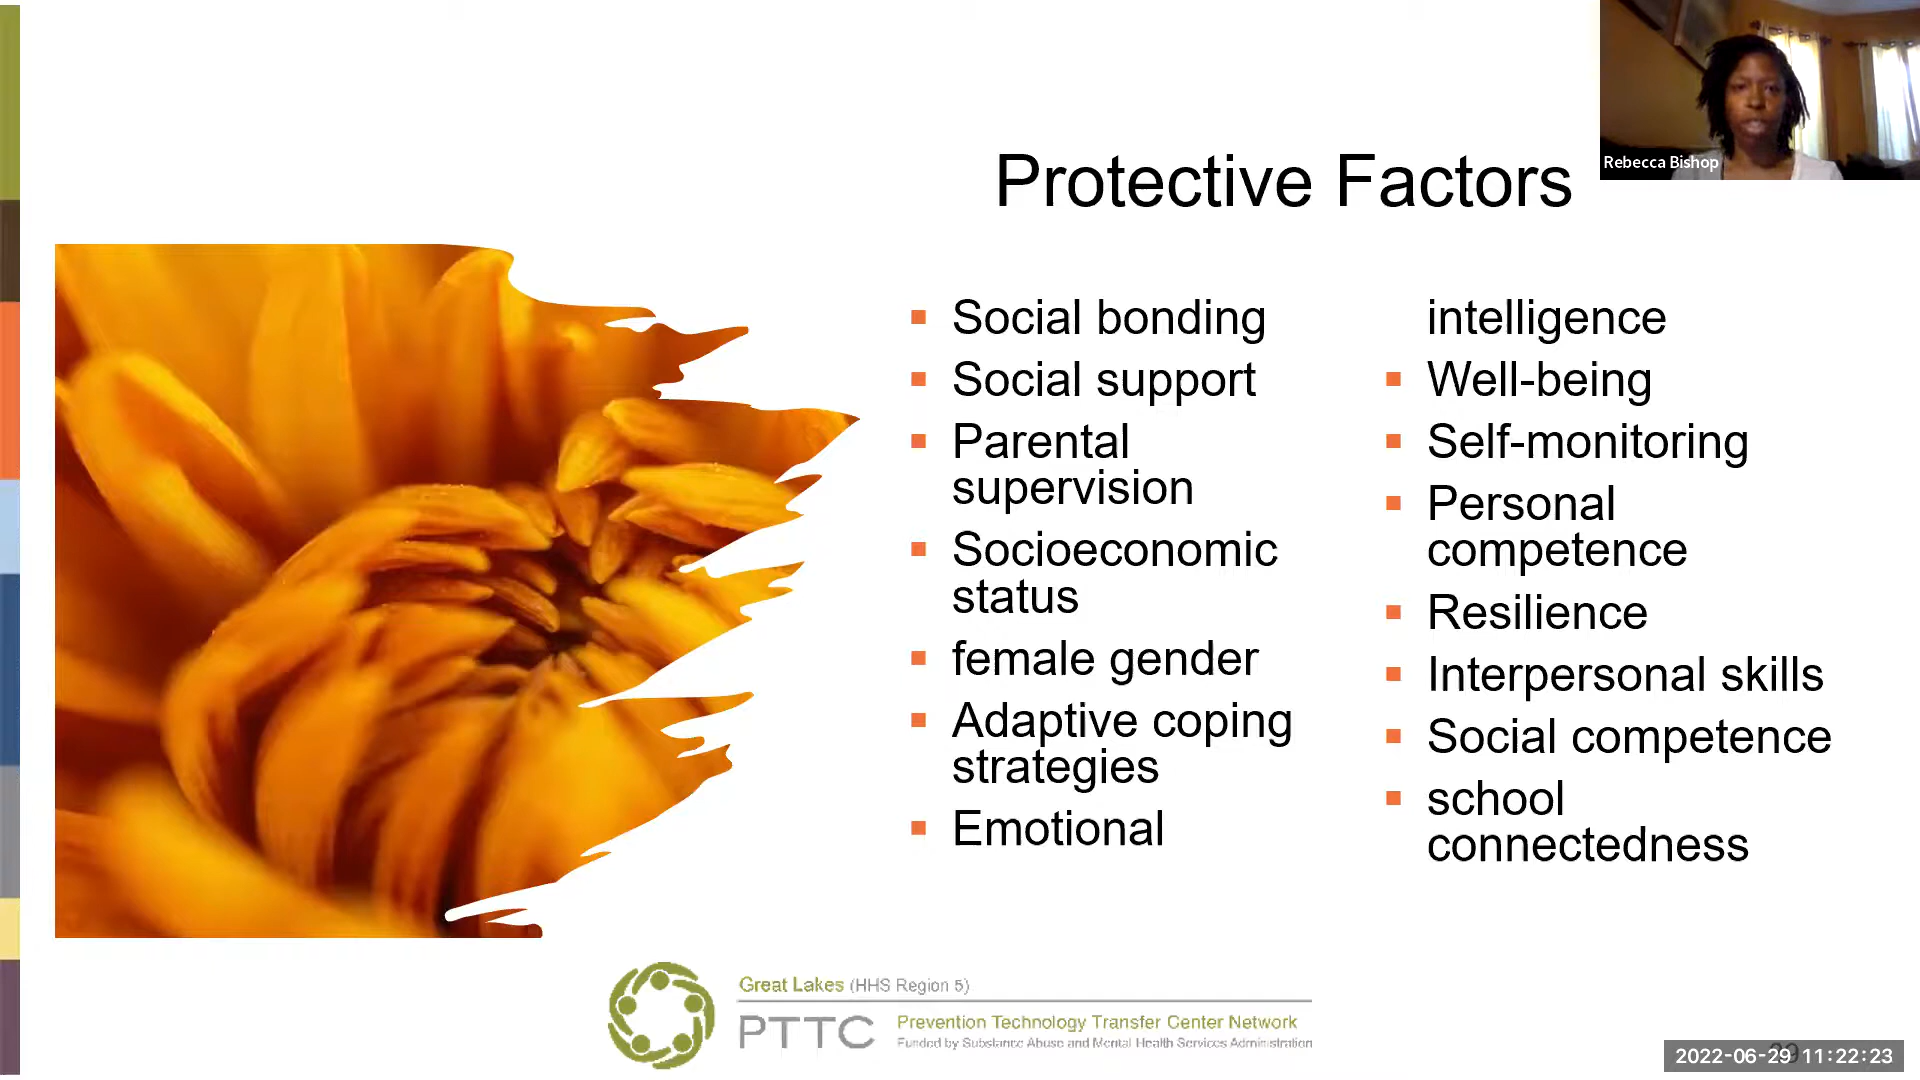 Rebecca Bishop
Protective Factors
Social bonding
Social support
Parental
supervision
Socioeconomic
status
female gender
Adaptive coping
strategies
Emotional
intelligence
Well-being
Self-monitoring
Personal
competence
Resilience
Interpersonal skills
Social competence
school
connectedness
Great Lakes (HHS Region 5)
PTTC
Prevention Technology Transfer Center Network
Funded by Substance Abuse and Mental Health Services Administration
2022-06-29 11:22:23